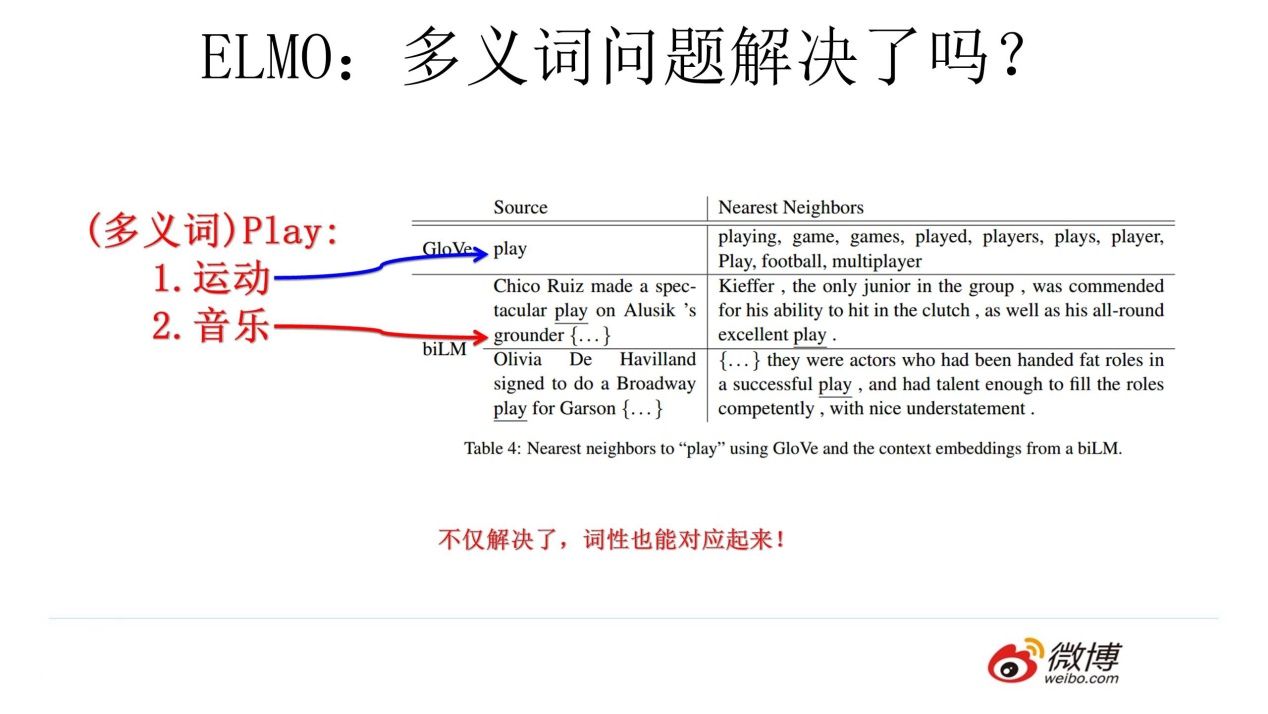 ELMO：多义词问题解决了吗？
(多义词)Play:
1.运动
2.音乐
Source Nearest Neighbors
GloVe play
playing, game, games, played, players, plays, player,
Play, football, multiplayer
biLM
Chico Ruiz made a spec-
tacular play on Alusik 's
grounder {...}
Kieffer , the only junior in the group , was commended
for his ability to hit in the clutch , as well as his all-round
excellent play .
Olivia De Havilland
signed to do a Broadway
play for Garson {...}
{...} they were actors who had been handed fat roles in
a successful play , and had talent enough to fill the roles
competently , with nice understatement .
Table 4: Nearest neighbors to “play” using GloVe and the context embeddings from a biLM.
不仅解决了，词性也能对应起来！
微博
weibo.com